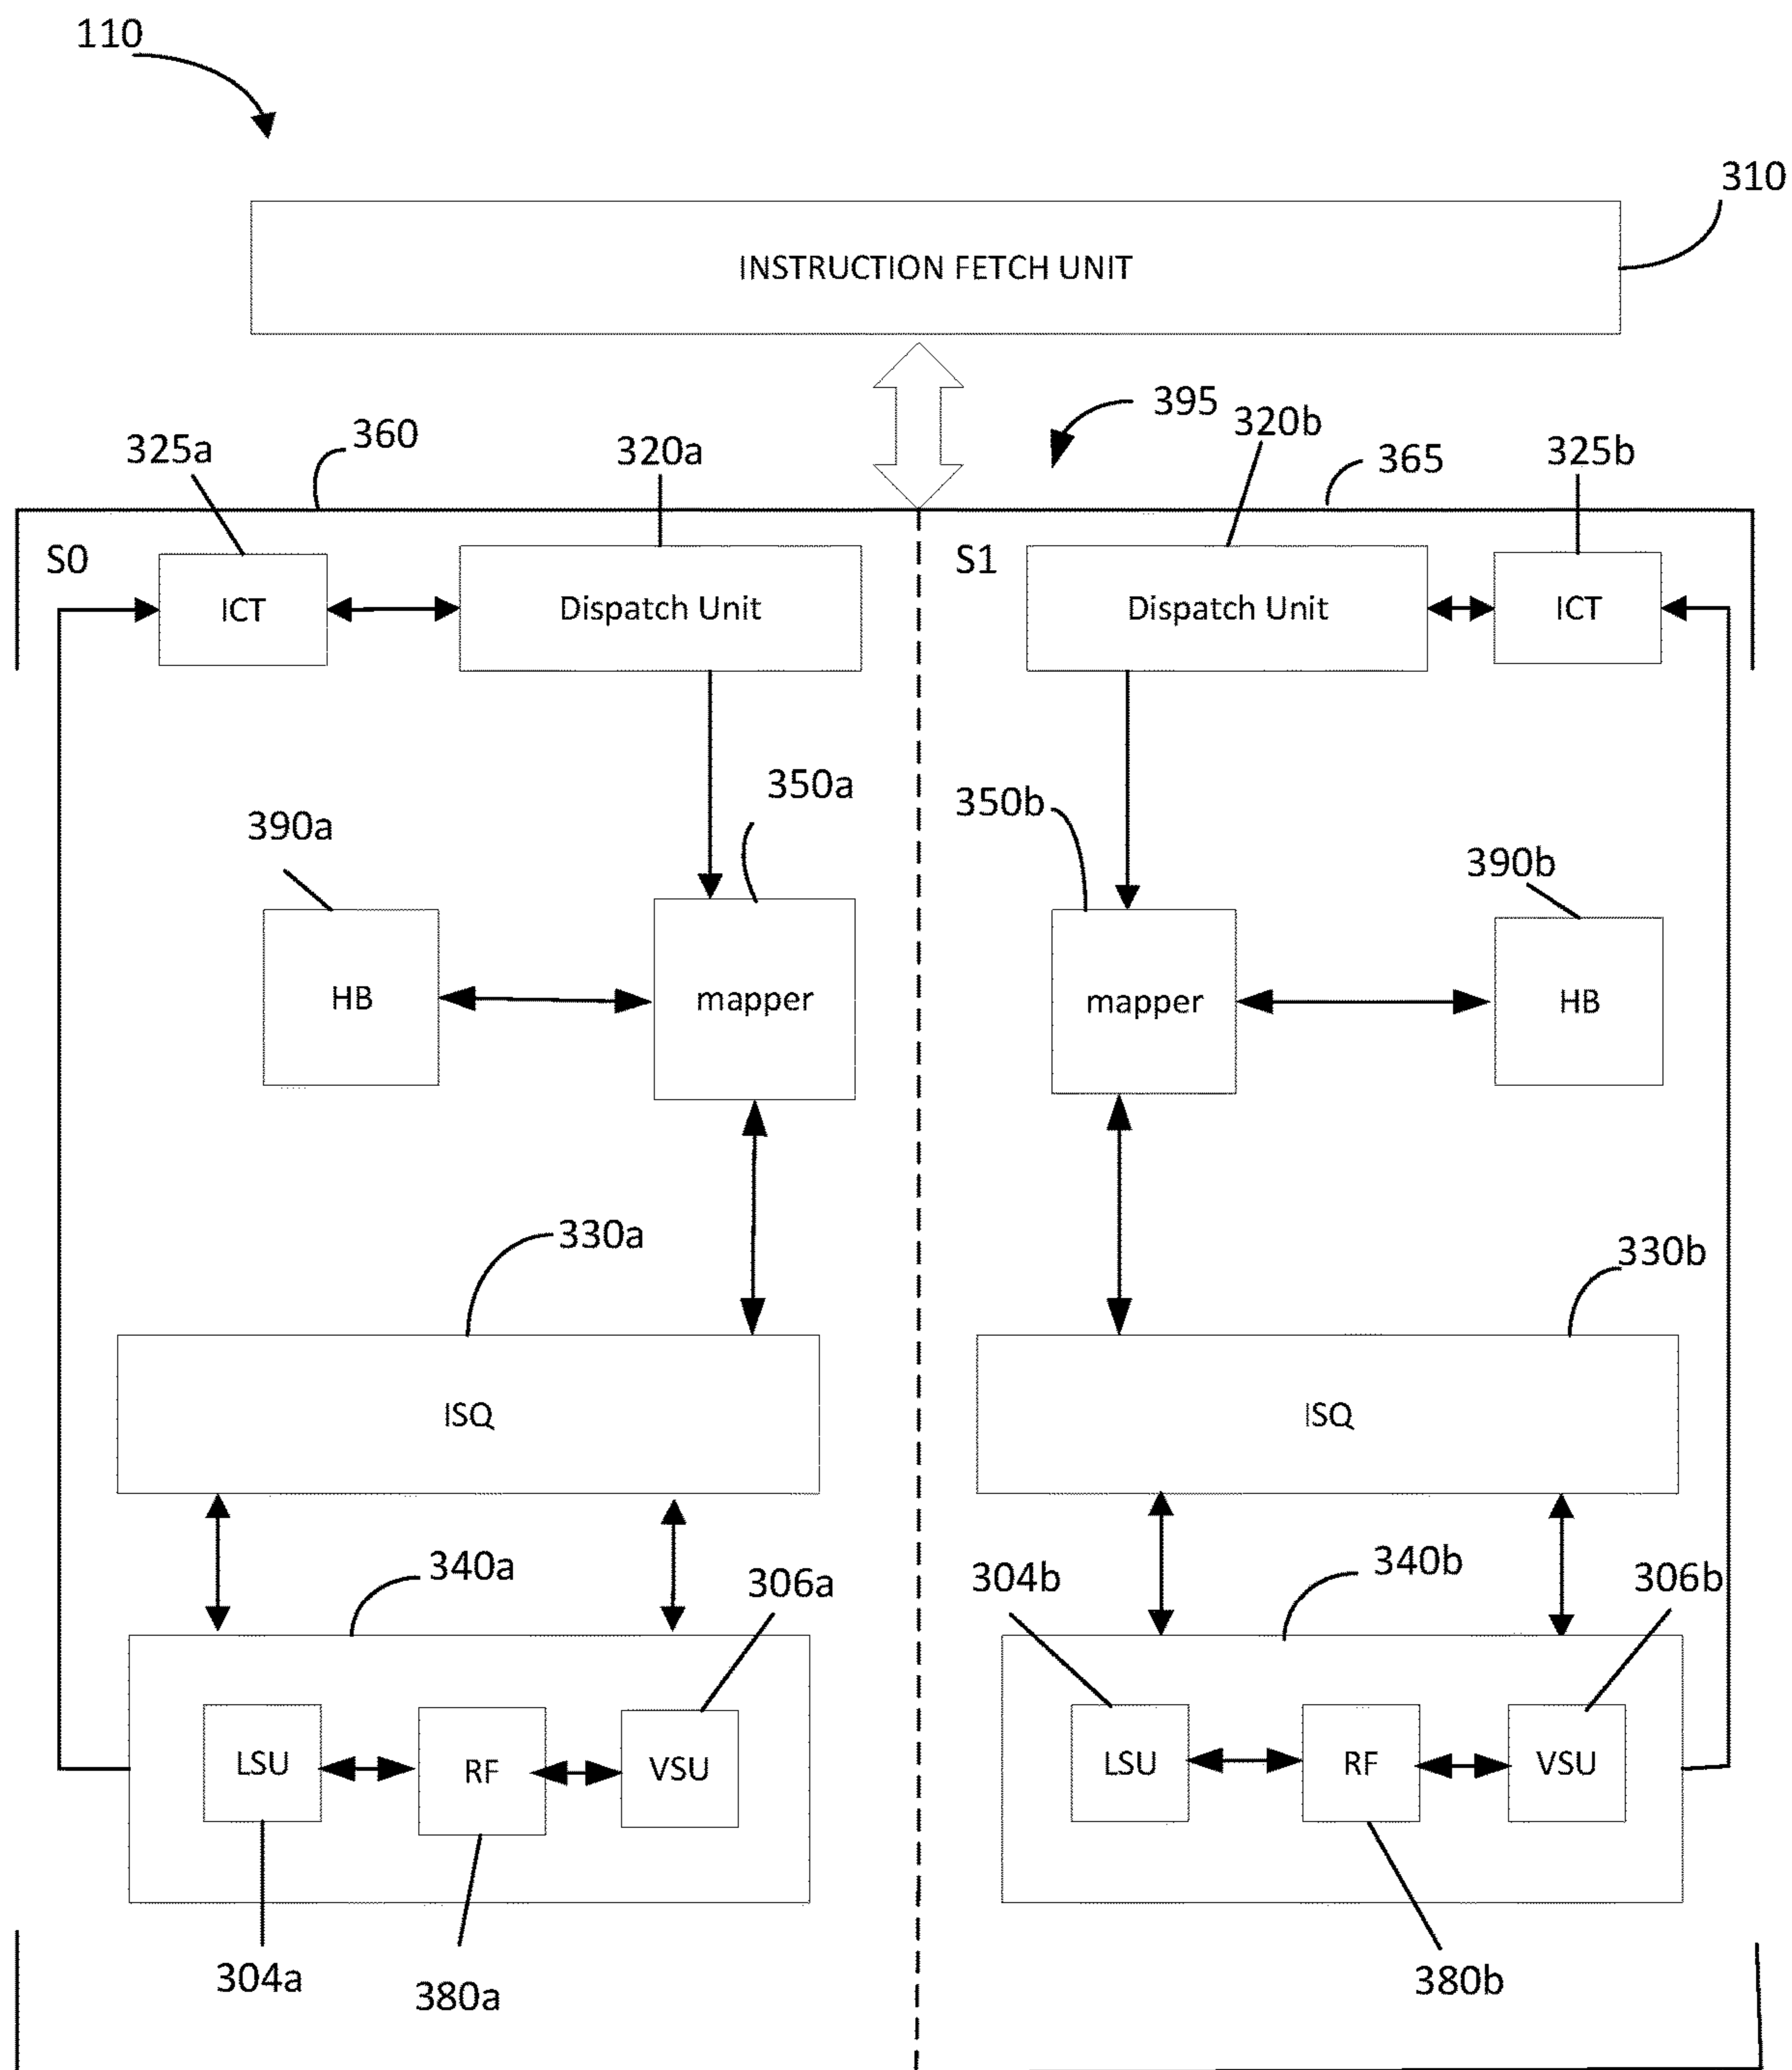 110
310
INSTRUCTION FETCH UNIT
395
325a
360
320a
320b
365
325b
S0
ICT
Dispatch Unit
S1
Dispatch Unit
ICT
390a
350a
350b
390b
HB
mapper
mapper
HB
330a
330b
ISQ
ISQ
340a
306a
304b
340b
306b
LSU
RF
VSU
LSU
RF
VSU
304a
380a
380b